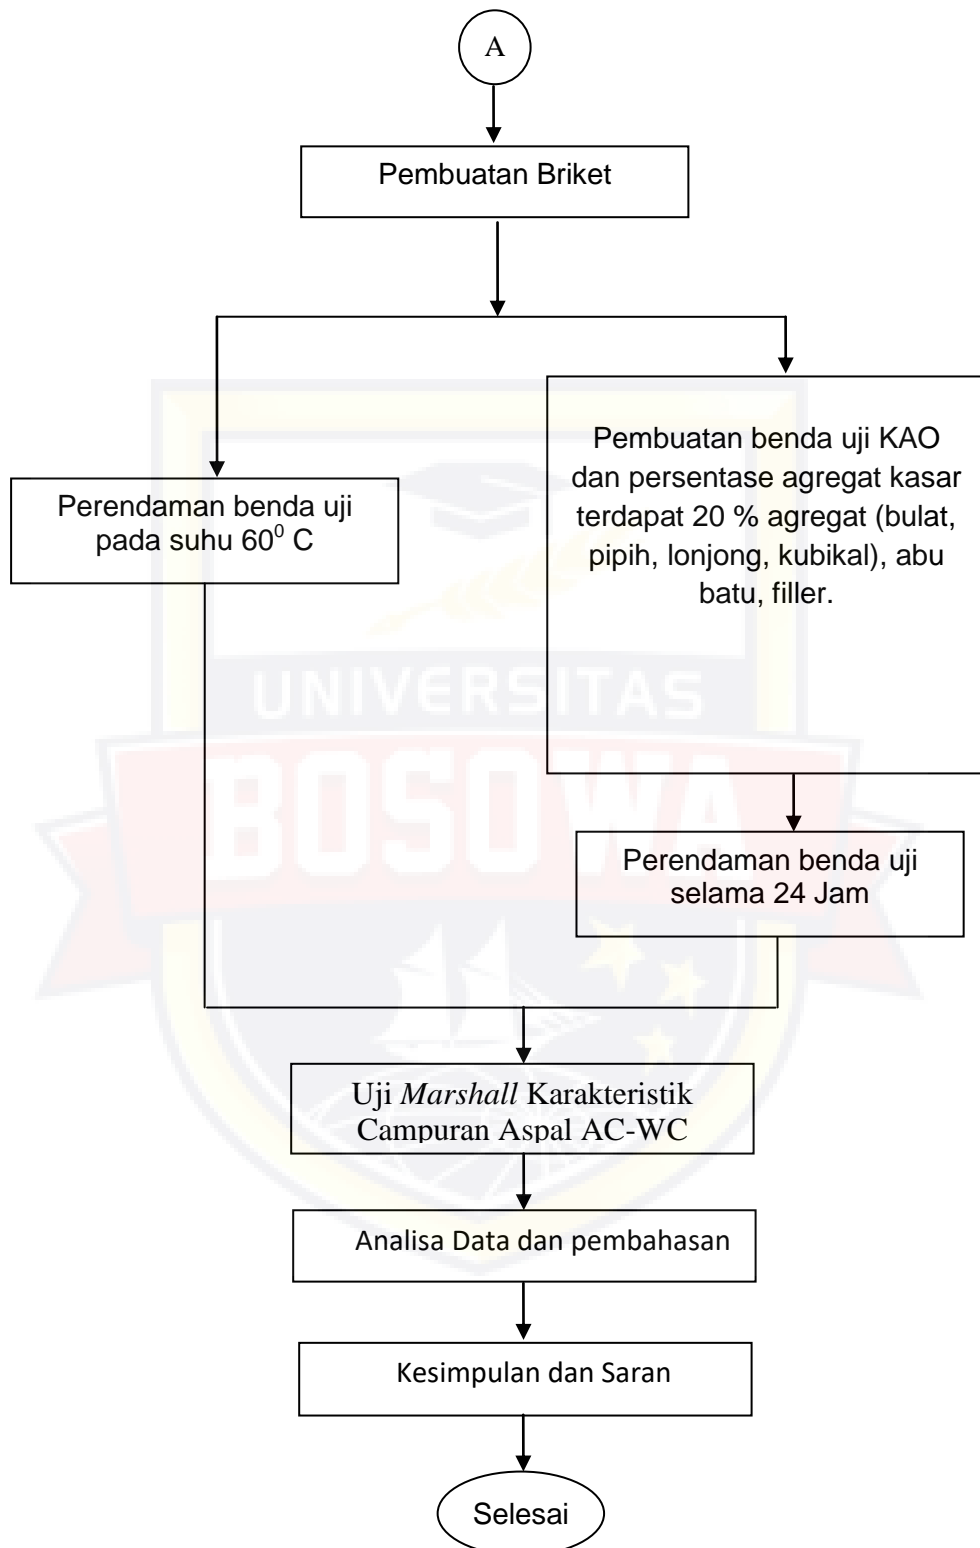 A
Pembuatan Briket
Perendaman benda uji
pada suhu 60⁰ C
Pembuatan benda uji KAO
dan persentase agregat kasar
terdapat 20 % agregat (bulat,
pipih, lonjong, kubikal), abu
batu, filler.
Perendaman benda uji
selama 24 Jam
UNIVERSITAS
BOSOWA
Uji Marshall Karakteristik
Campuran Aspal AC-WC
Analisa Data dan pembahasan
Kesimpulan dan Saran
Selesai